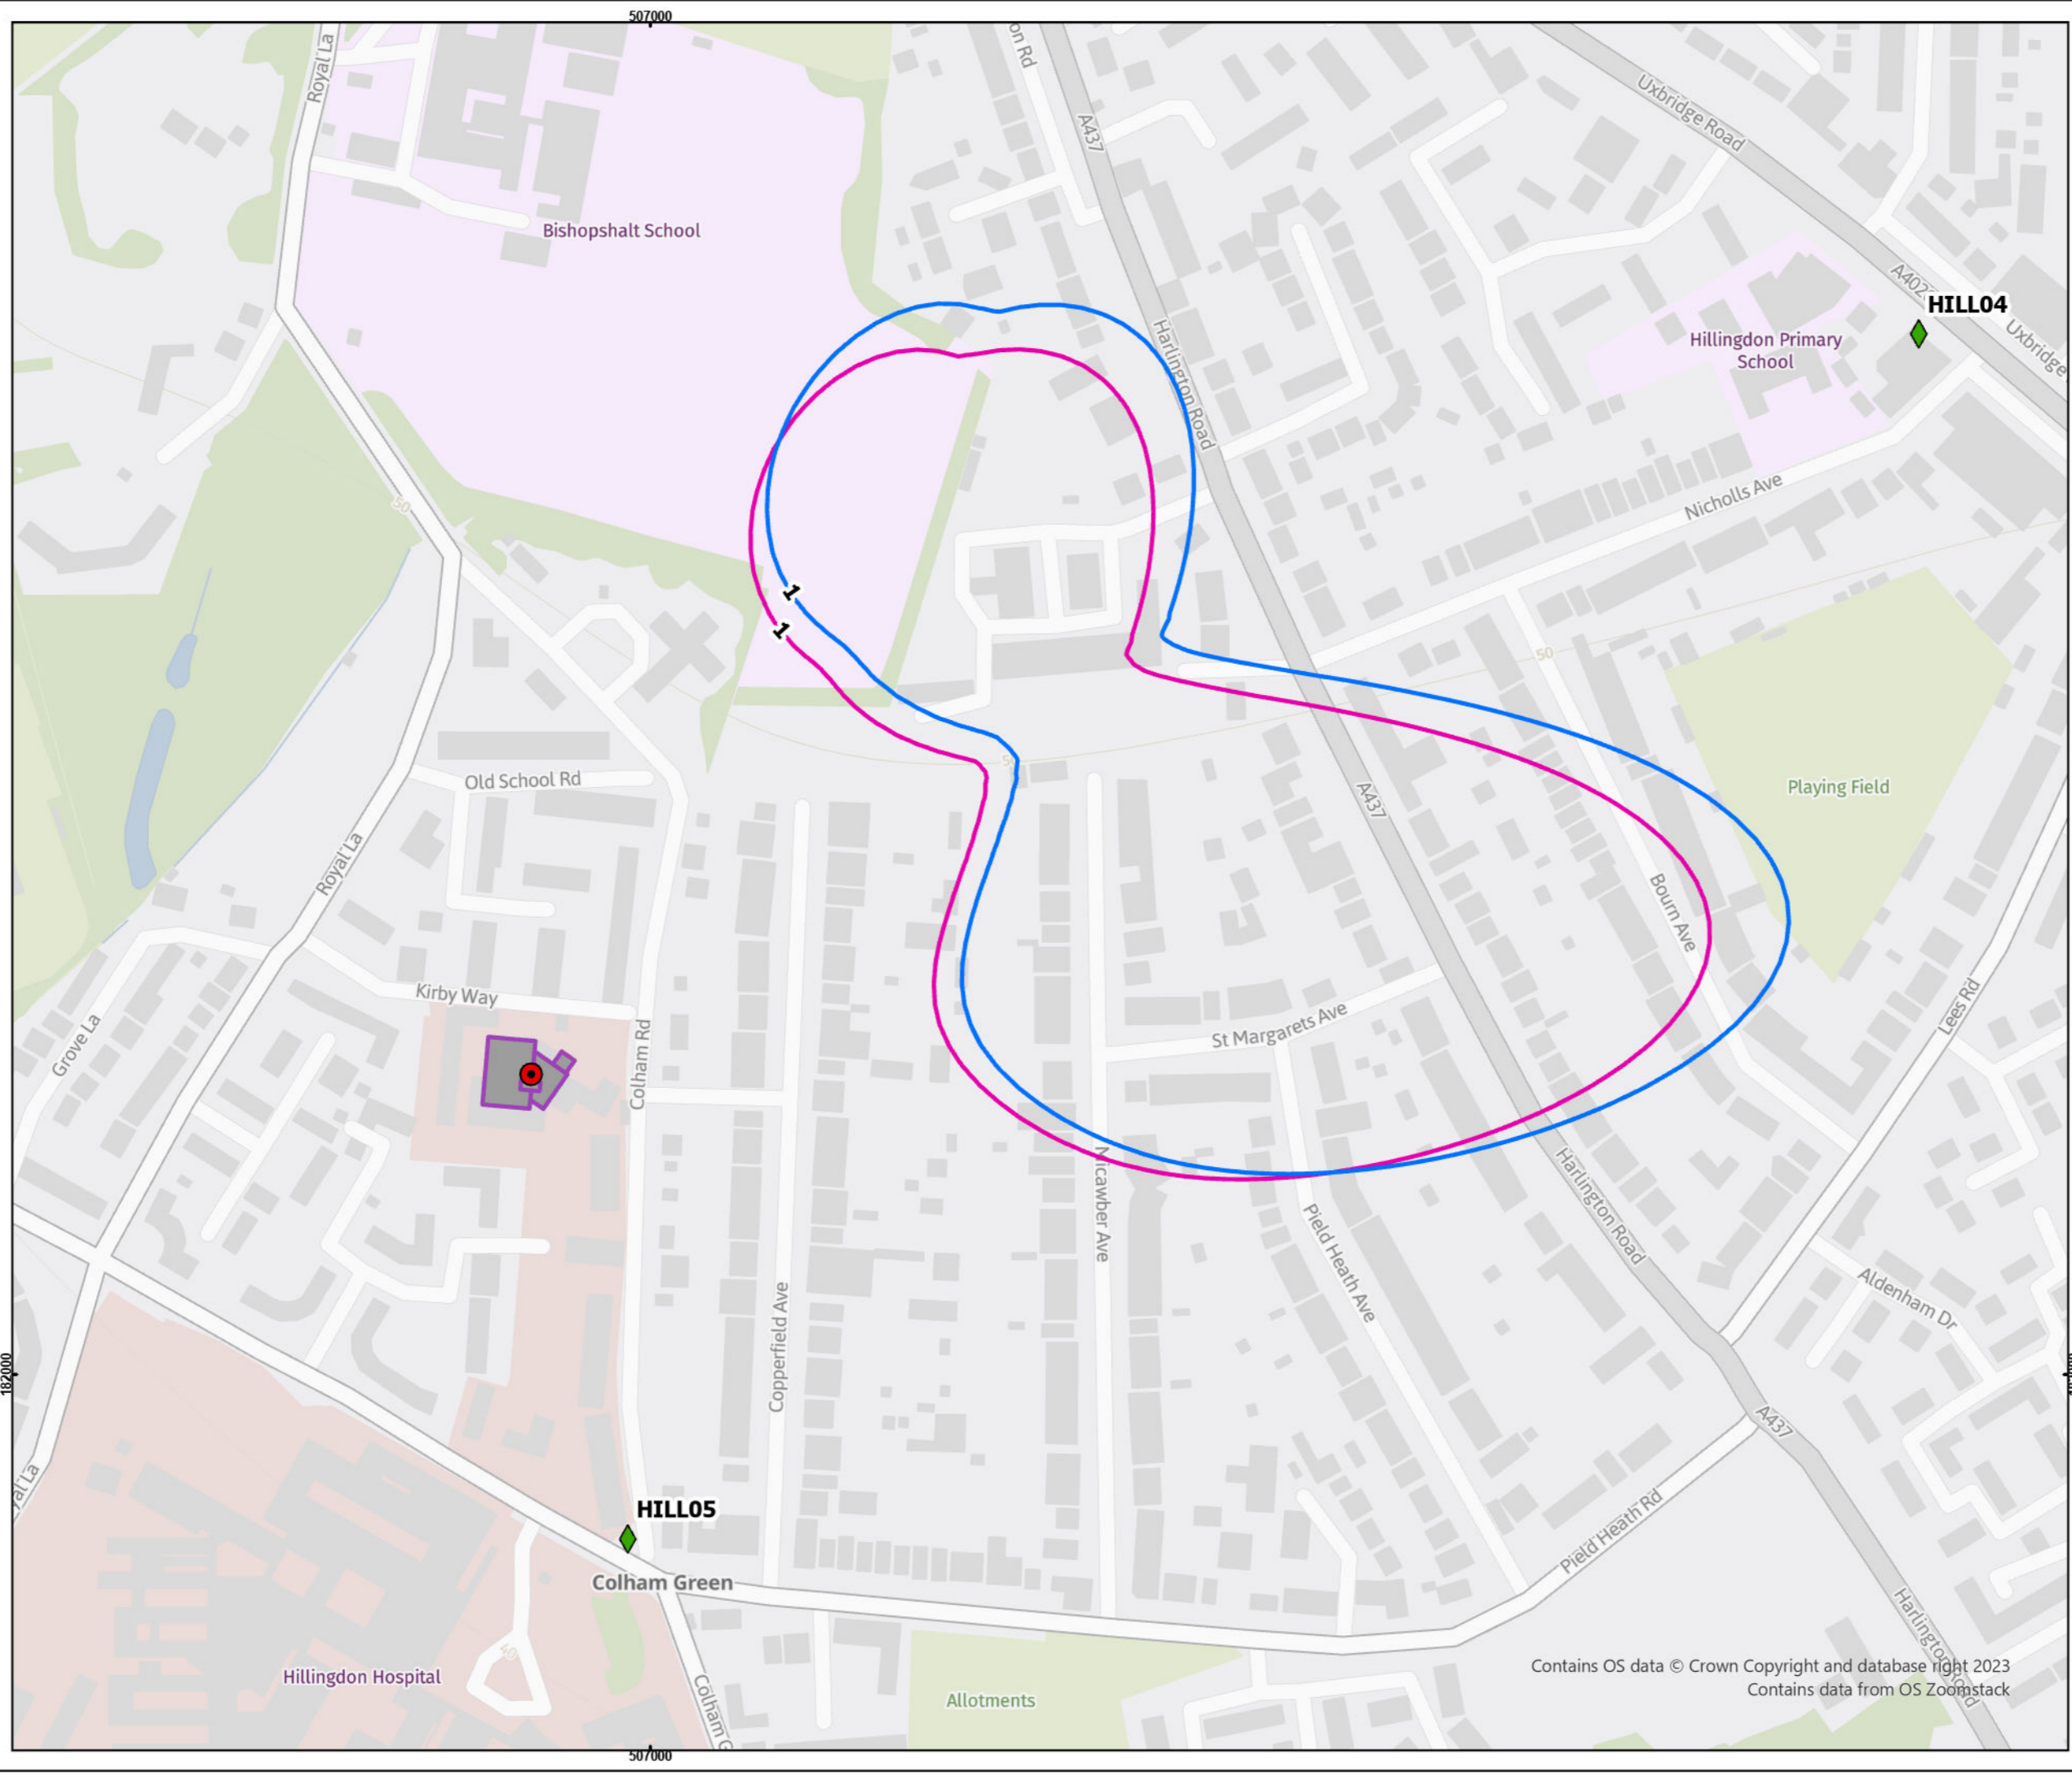 507000
Royal La
on Rd
A437
Uxbridge Road
Bishopshalt School
A402
HILL04
Uxbridge
Hillingdon Primary
School
Harlington Road
50
Nicholls Ave
1
1
50
50
Old School Rd
A437
Playing Field
Royal La
Bourn Ave
Kirby Way
Lees Rd
Grove La
Colham Rd
St Margarets Ave
Micawber Ave
Harlington Road
Pield Heath Ave
Aldenham Dr
Copperfield Ave
182000
A437
yal La
HILL05
Pield Heath Rd
Colham Green
Harlington Road
40
Hillingdon Hospital
Colham G
Allotments
Contains OS data © Crown Copyright and database right 2023
Contains data from OS Zoomstack
507000